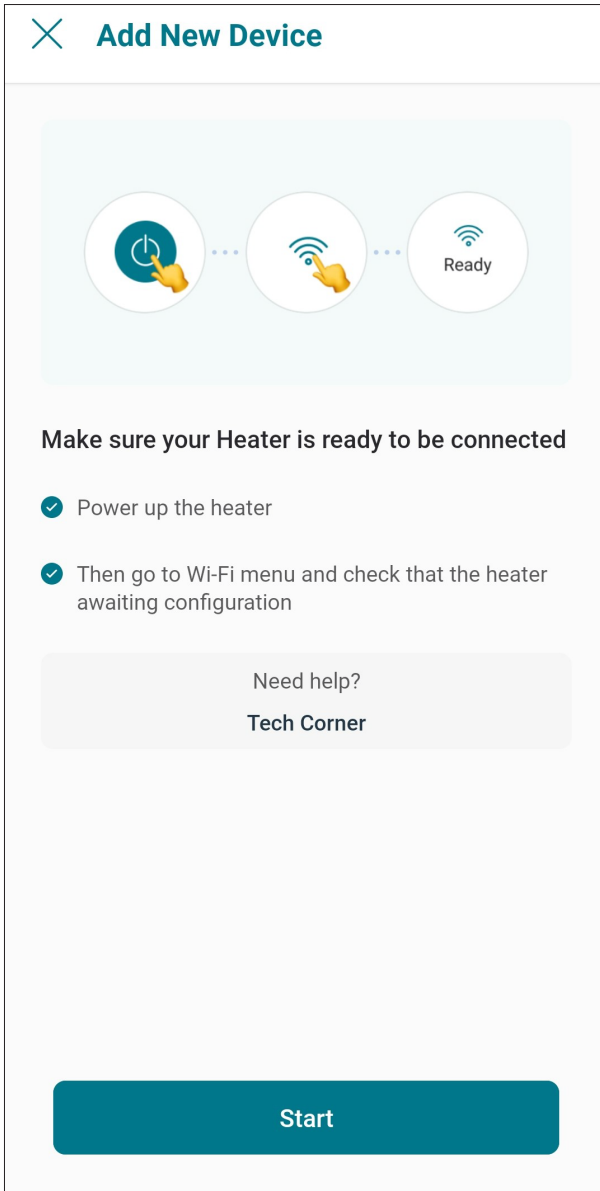 Add New Device
Ready
Make sure your Heater is ready to be connected
Power up the heater
Then go to Wi-Fi menu and check that the heater
awaiting configuration
Need help?
Tech Corner
Start